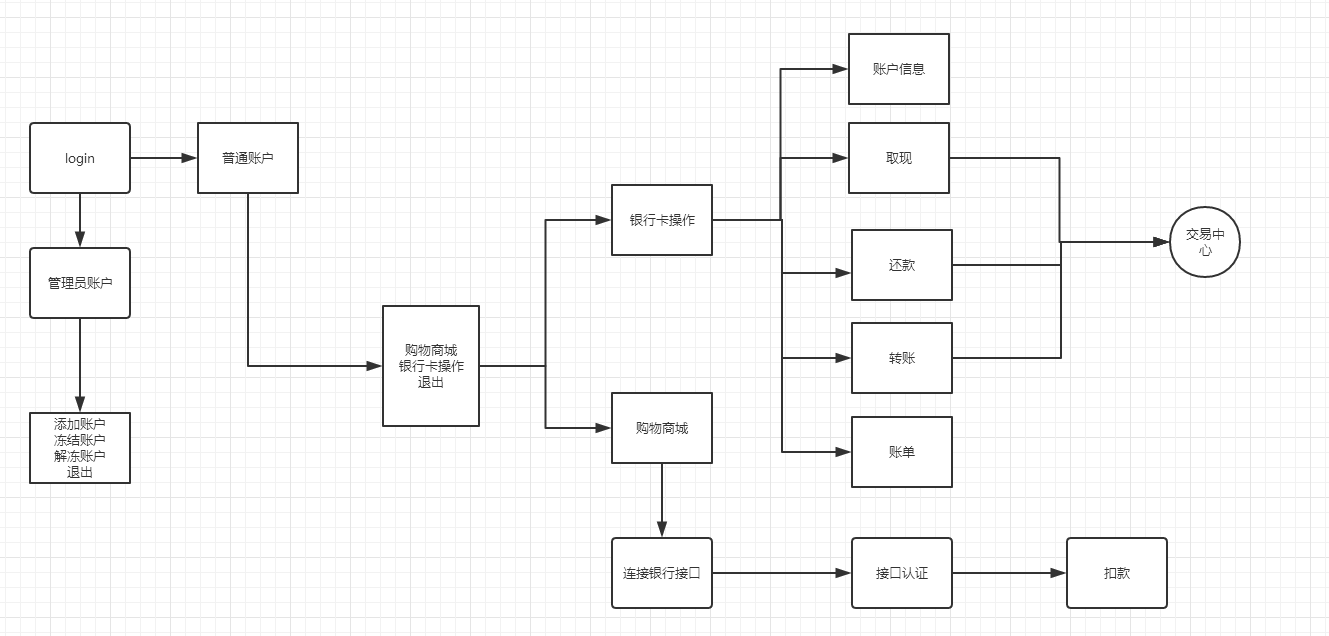 账户信息
login
普通账户
取现
银行卡操作
交易中
心
还款
管理员账户
购物商城
银行卡操作
退出
转账
添加账户
冻结账户
解冻账户
退出
购物商城
账单
连接银行接口
接口认证
扣款